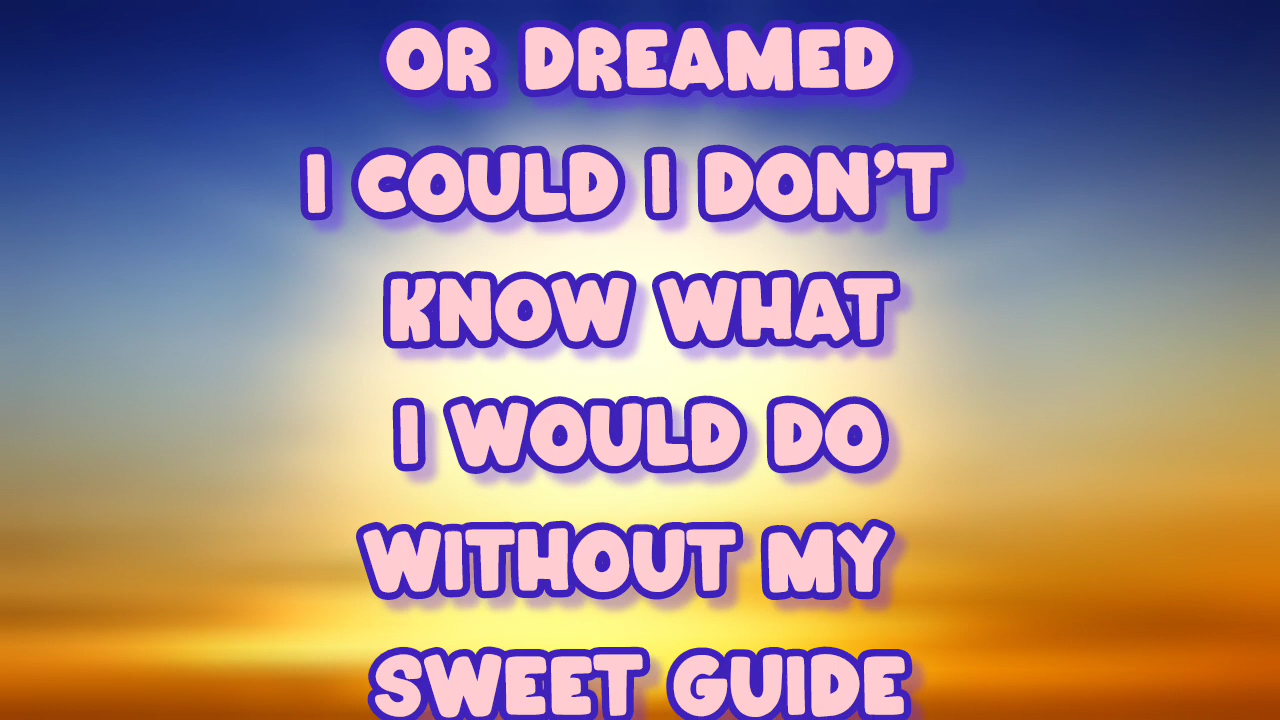 OR DREAMED
I COULD I DON'T
KNOW WHAT
I WOULD DO
WITHOUT MY
SWEET GUIDE